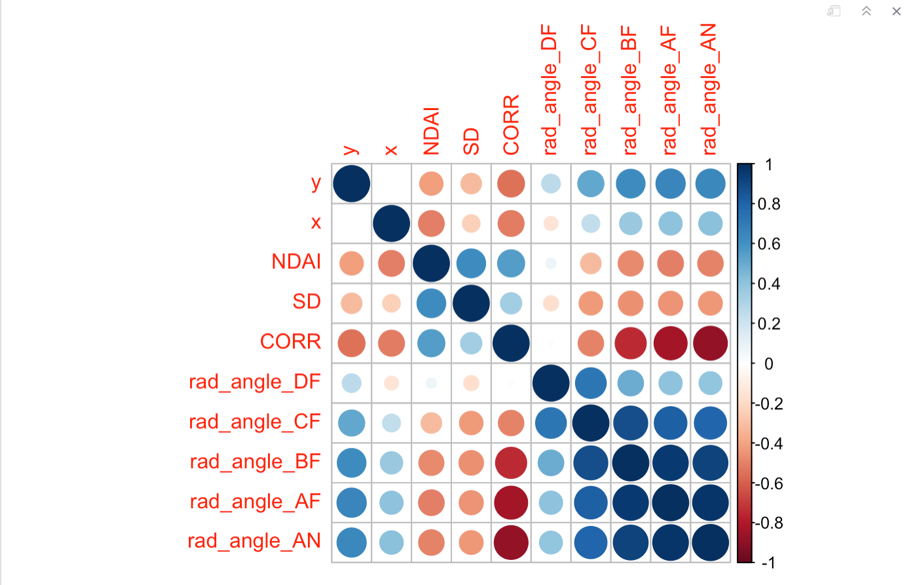 y
x
NDAI
SD
CORR
rad_angle_DF
rad_angle_CF
rad_angle_BF
rad_angle_AF
rad_angle_AN
y
x
NDAI
SD
CORR
rad_angle_DF
rad_angle_CF
rad_angle_BF
rad_angle_AF
rad_angle_AN
1
0.8
0.6
0.4
0.2
0
-0.2
-0.4
-0.6
-0.8
-1